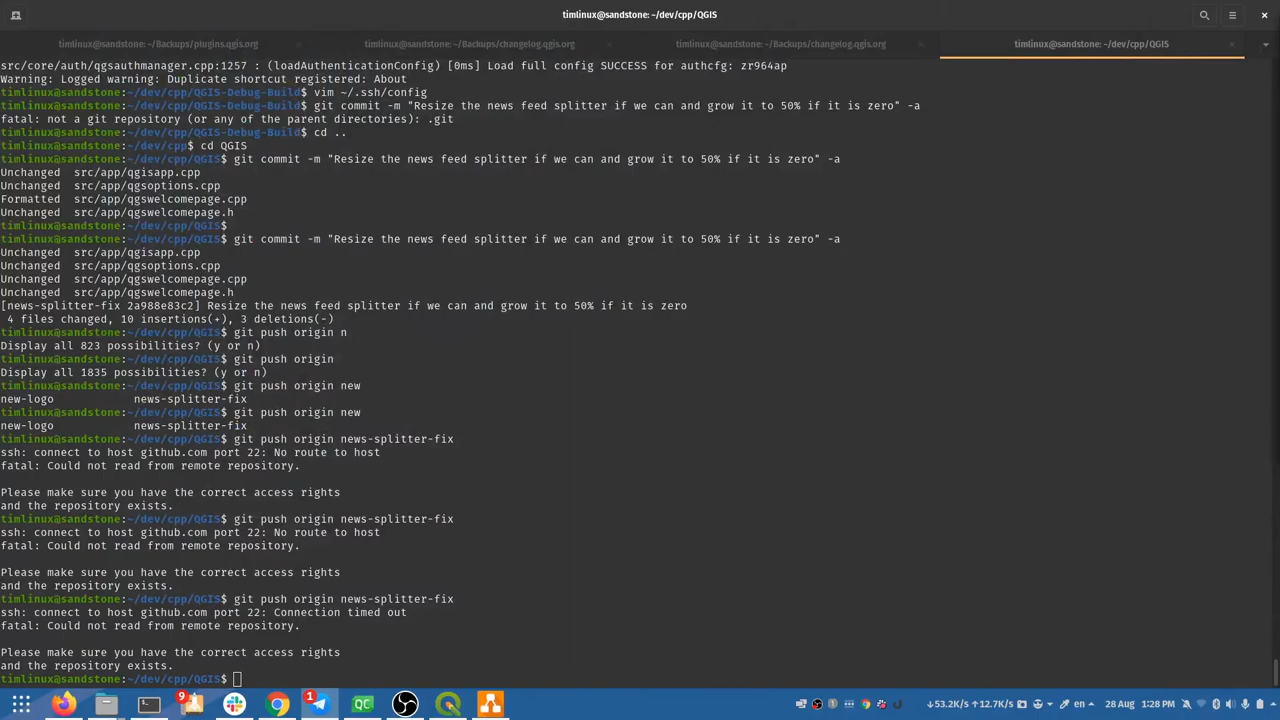 timlinux@sandstone: ~/dev/cpp/QGIS
timlinux@sandstone: ~/Backups/plugins.qgis.org
timlinux@sandstone: ~/Backups/changelog.qgis.org
timlinux@sandstone: ~/Backups/changelog.qgis.org
timlinux@sandstone: ~/dev/cpp/QGIS
src/core/auth/qgsauthmanager.cpp:1257 : (loadAuthenticationConfig) [0ms] Load full config SUCCESS for authcfg: zr964ap
Warning: Logged warning: Duplicate shortcut registered: About
timlinux@sandstone:~/dev/cpp/QGIS-Debug-Build$ vim ~/.ssh/config
timlinux@sandstone:~/dev/cpp/QGIS-Debug-Build$ git commit -m "Resize the news feed splitter if we can and grow it to 50% if it is zero" -a
fatal: not a git repository (or any of the parent directories): .git
timlinux@sandstone:~/dev/cpp/QGIS-Debug-Build$ cd ..
timlinux@sandstone:~/dev/cpp$ cd QGIS
timlinux@sandstone:~/dev/cpp/QGIS$ git commit -m "Resize the news feed splitter if we can and grow it to 50% if it is zero" -a
Unchanged  src/app/qgisapp.cpp
Unchanged  src/app/qgsoptions.cpp
Formatted  src/app/qgswelcomepage.cpp
Unchanged  src/app/qgswelcomepage.h
timlinux@sandstone:~/dev/cpp/QGIS$
timlinux@sandstone:~/dev/cpp/QGIS$ git commit -m "Resize the news feed splitter if we can and grow it to 50% if it is zero" -a
Unchanged  src/app/qgisapp.cpp
Unchanged  src/app/qgsoptions.cpp
Unchanged  src/app/qgswelcomepage.cpp
Unchanged  src/app/qgswelcomepage.h
[news-splitter-fix 2a988e83c2] Resize the news feed splitter if we can and grow it to 50% if it is zero
 4 files changed, 10 insertions(+), 3 deletions(-)
timlinux@sandstone:~/dev/cpp/QGIS$ git push origin n
Display all 823 possibilities? (y or n)
timlinux@sandstone:~/dev/cpp/QGIS$ git push origin
Display all 1835 possibilities? (y or n)
timlinux@sandstone:~/dev/cpp/QGIS$ git push origin new
new-logo            news-splitter-fix
timlinux@sandstone:~/dev/cpp/QGIS$ git push origin new
new-logo            news-splitter-fix
timlinux@sandstone:~/dev/cpp/QGIS$ git push origin news-splitter-fix
ssh: connect to host github.com port 22: No route to host
fatal: Could not read from remote repository.
Please make sure you have the correct access rights
and the repository exists.
timlinux@sandstone:~/dev/cpp/QGIS$ git push origin news-splitter-fix
ssh: connect to host github.com port 22: No route to host
fatal: Could not read from remote repository.
Please make sure you have the correct access rights
and the repository exists.
timlinux@sandstone:~/dev/cpp/QGIS$ git push origin news-splitter-fix
ssh: connect to host github.com port 22: Connection timed out
fatal: Could not read from remote repository.
Please make sure you have the correct access rights
and the repository exists.
timlinux@sandstone:~/dev/cpp/QGIS$
9 1 QC ↓53.2K/s ↑12.7K/s en 28 Aug 1:28 PM